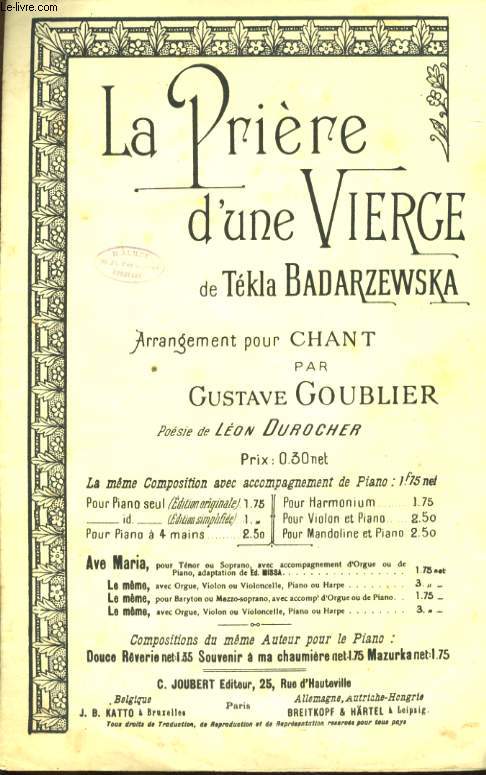 © Le-livre.com
La Prière
d'une VIERGE
de Tékla BADARZEWSKA
Arrangement pour CHANT
PAR
GUSTAVE GOUBLIER
Poésie de LÉON DUROCHER
Prix : 0.30 net
La même Composition avec accompagnement de Piano : 1f75 net
Pour Piano seul (Édition originale) 1.75
id. (Édition simplifiée) 1. „
Pour Piano à 4 mains ..... 2.50
Pour Harmonium ..... 1.75
Pour Violon et Piano ..... 2.50
Pour Mandoline et Piano 2.50
Ave Maria, pour Ténor ou Soprano, avec accompagnement d'Orgue ou de
Piano, adaptation de Ed. MISSA ..... 1.75 net
Le même, avec Orgue, Violon ou Violoncelle, Piano ou Harpe ..... 3. „ –
Le même, pour Baryton ou Mezzo-soprano, avec accompt d'Orgue ou de Piano. . 1.75 –
Le même, avec Orgue, Violon ou Violoncelle, Piano ou Harpe ..... 3. „ –
Compositions du même Auteur pour le Piano :
Douce Rêverie net:1.35 Souvenir à ma chaumière net:1.75 Mazurka net:1.75
C. JOUBERT Editeur, 25, Rue d'Hauteville
Belgique
J. B. KATTO à Bruxelles
Paris
Allemagne, Autriche-Hongrie
BREITKOPF & HÄRTEL à Leipzig.
Tous droits de Traduction, de Reproduction et de Représentation reservés pour tous pays